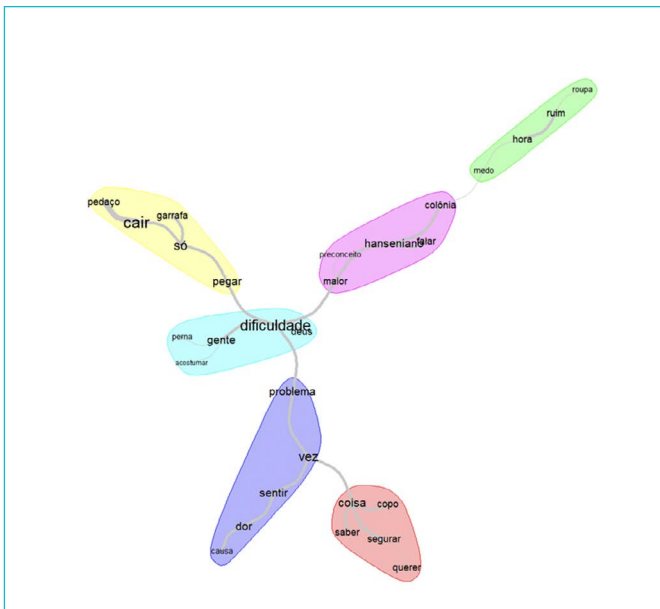 roupa
ruim
hora
medo
pedaço
garrafa
cair
só
pegar
colônia
hanseniano
falar
preconceito
maior
dificuldade
deus
perna
gente
acostumar
problema
vez
sentir
dor
causa
coisa
copo
saber
segurar
querer